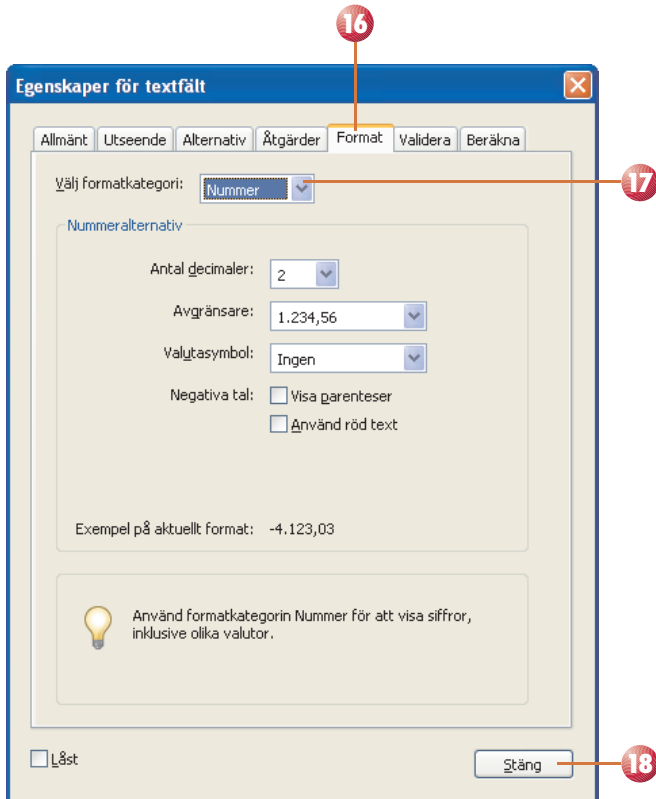 16
Egenskaper för textfält
Allmänt Utseende Alternativ Åtgärder Format Validera Beräkna
Välj formatkategori: Nummer 17
Nummeralternativ
Antal decimaler: 2
Avgränsare: 1.234,56
Valutasymbol: Ingen
Negativa tal: Visa parenteser
Använd röd text
Exempel på aktuellt format: -4.123,03
Använd formatkategorin Nummer för att visa siffror,
inklusive olika valutor.
Låst Stäng 18